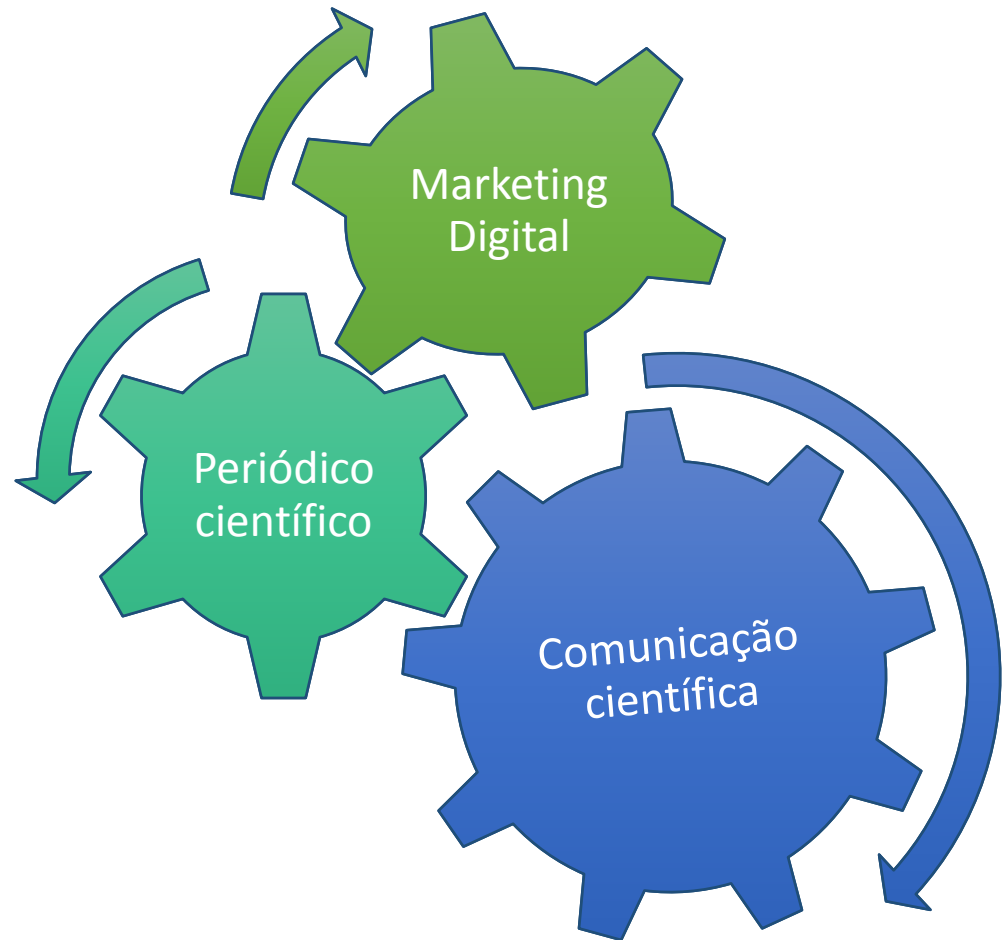 Marketing
Digital
Periódico
científico
Comunicação
científica